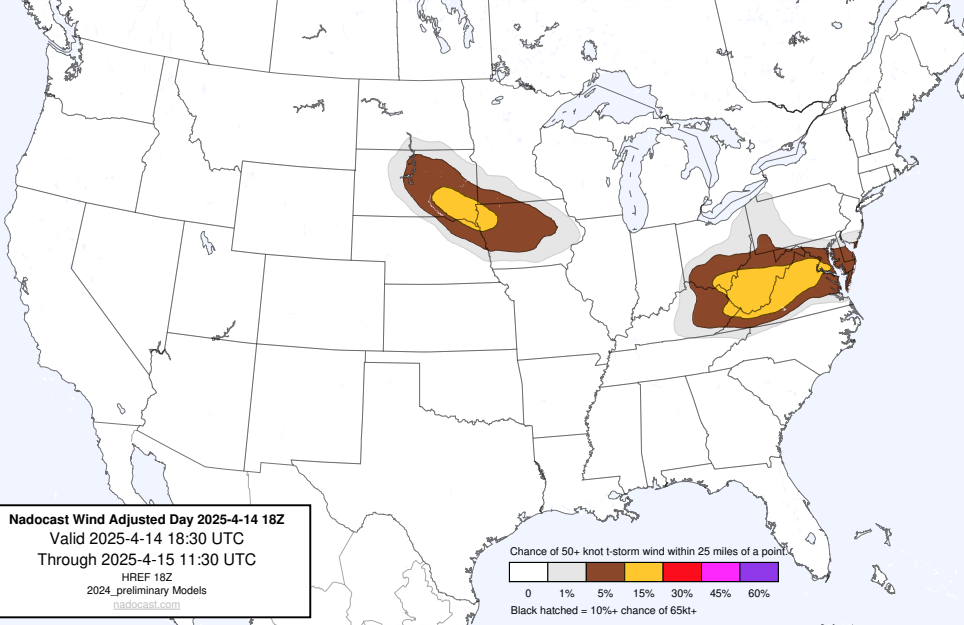 Nadocast Wind Adjusted Day 2025-4-14 18Z
Valid 2025-4-14 18:30 UTC
Through 2025-4-15 11:30 UTC
HREF 18Z
2024_preliminary Models
nadocast.com
Chance of 50+ knot t-storm wind within 25 miles of a point.
0 1% 5% 15% 30% 45% 60%
Black hatched = 10%+ chance of 65kt+